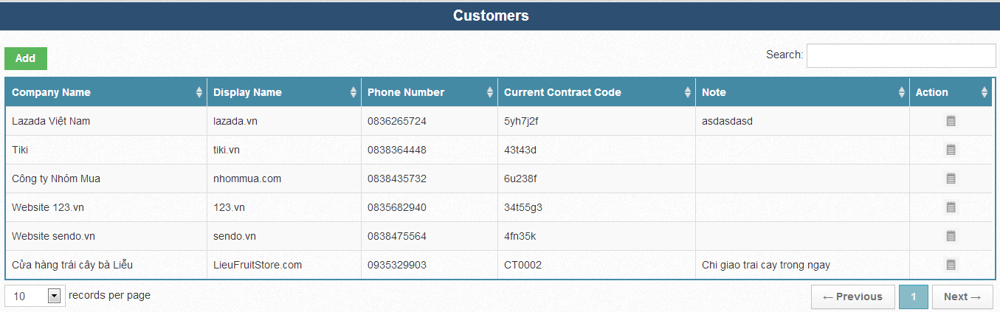 Customers
Add
Search:
Company Name Display Name Phone Number Current Contract Code Note Action
Lazada Việt Nam lazada.vn 0836265724 5yh7j2f asdasdasd
Tiki tiki.vn 0838364448 43t43d
Công ty Nhóm Mua nhommua.com 0838435732 6u238f
Website 123.vn 123.vn 0835682940 34t55g3
Website sendo.vn sendo.vn 0838475564 4fn35k
Cửa hàng trái cây bà Liễu LieuFruitStore.com 0935329903 CT0002 Chi giao trai cay trong ngay
10 records per page ← Previous 1 Next →